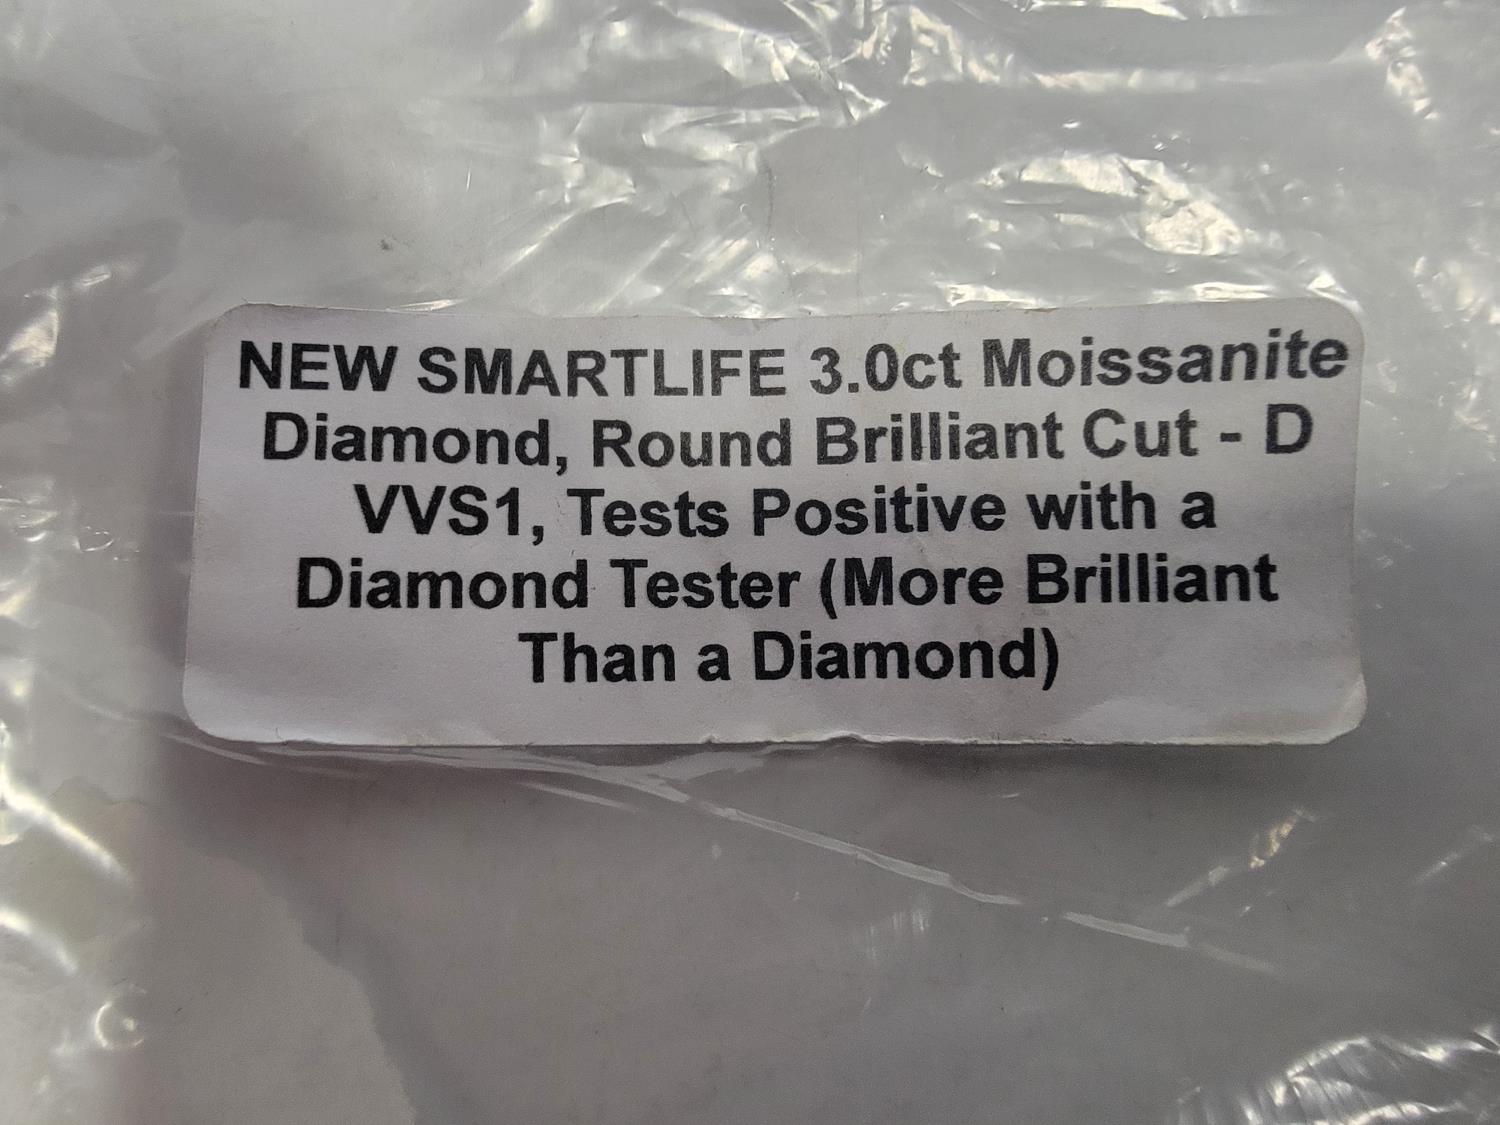 NEW SMARTLIFE 3.0ct Moissanite
Diamond, Round Brilliant Cut - D
VVS1, Tests Positive with a
Diamond Tester (More Brilliant
Than a Diamond)